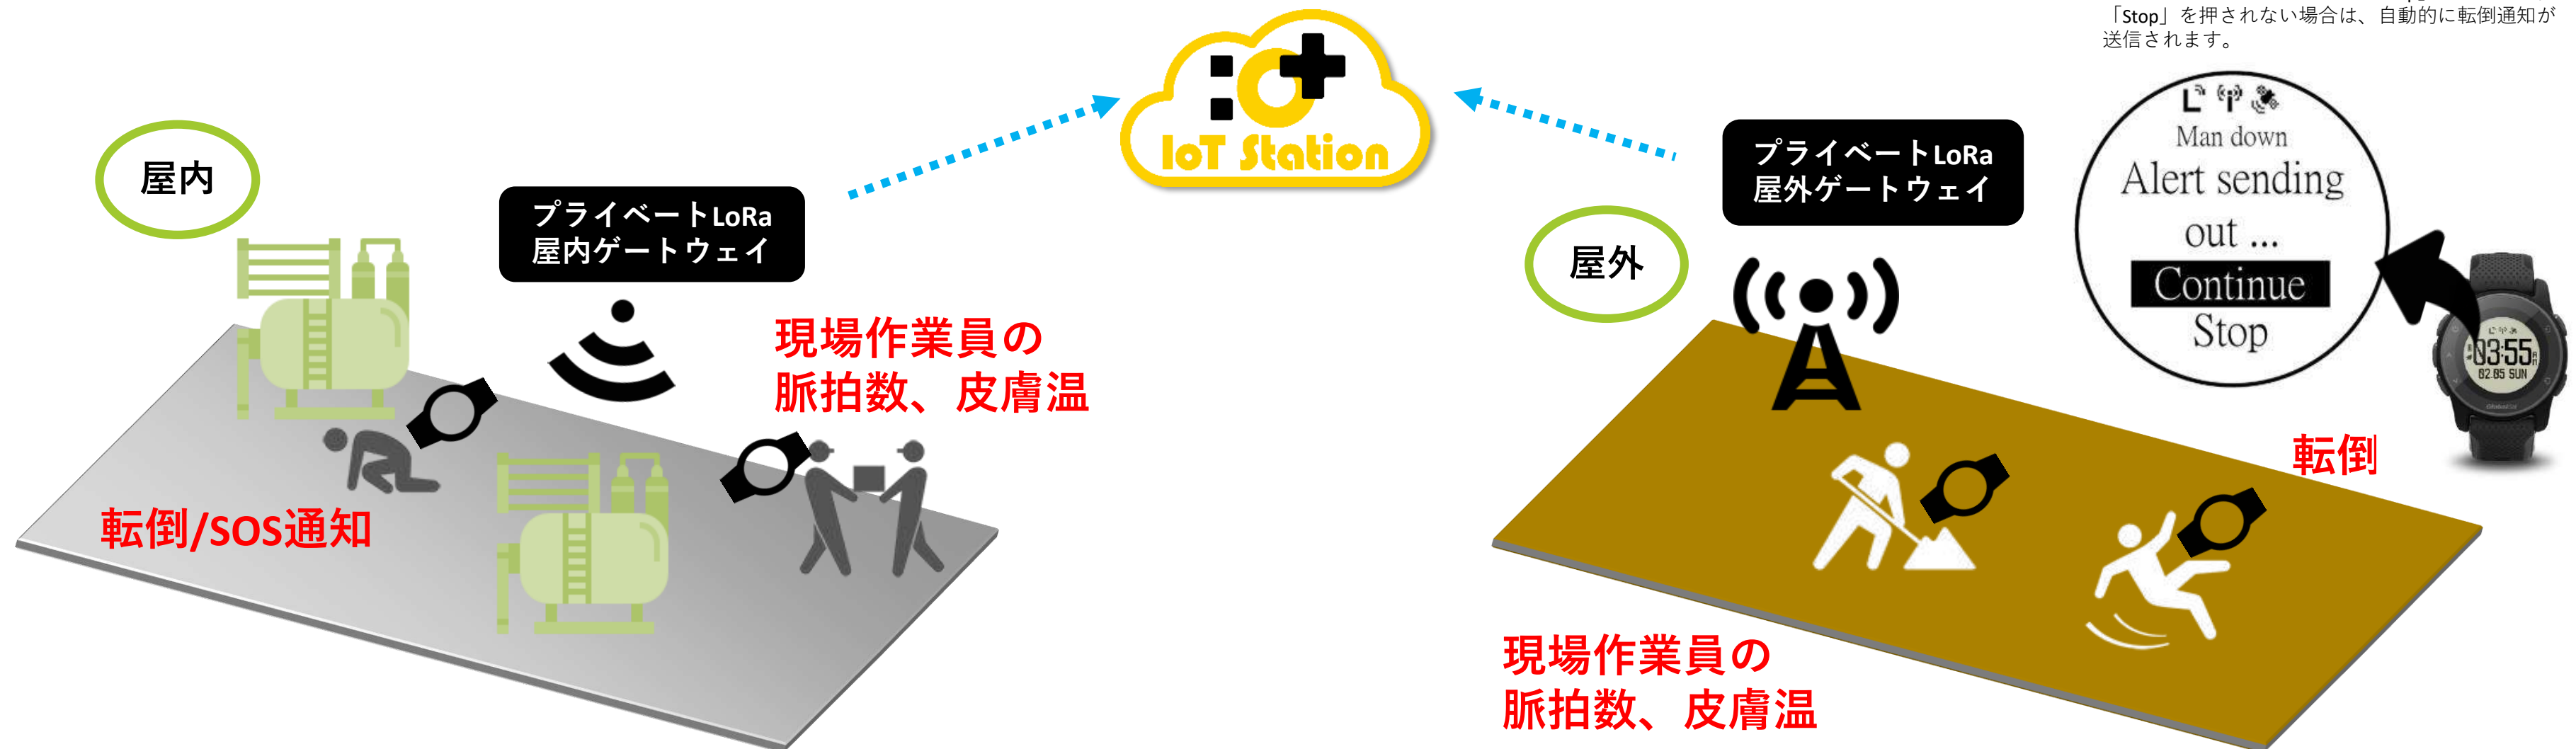 「Stop」を押されない場合は、自動的に転倒通知が
送信されます。
IoT Station
屋内
プライベートLoRa
屋内ゲートウェイ
現場作業員の
脈拍数、皮膚温
転倒/SOS通知
プライベートLoRa
屋外ゲートウェイ
屋外
Man down
Alert sending
out ...
Continue
Stop
03:55
02.05 SUN
転倒
現場作業員の
脈拍数、皮膚温